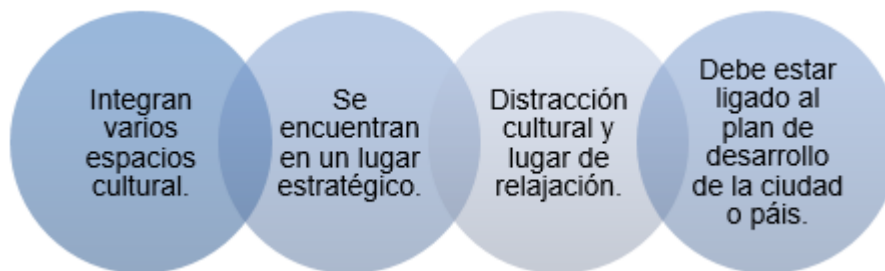 Integran
varios
espacios
cultural.
Se
encuentran
en un lugar
estratégico.
Distracción
cultural y
lugar de
relajación.
Debe estar
ligado al
plan de
desarrollo
de la ciudad
o páis.